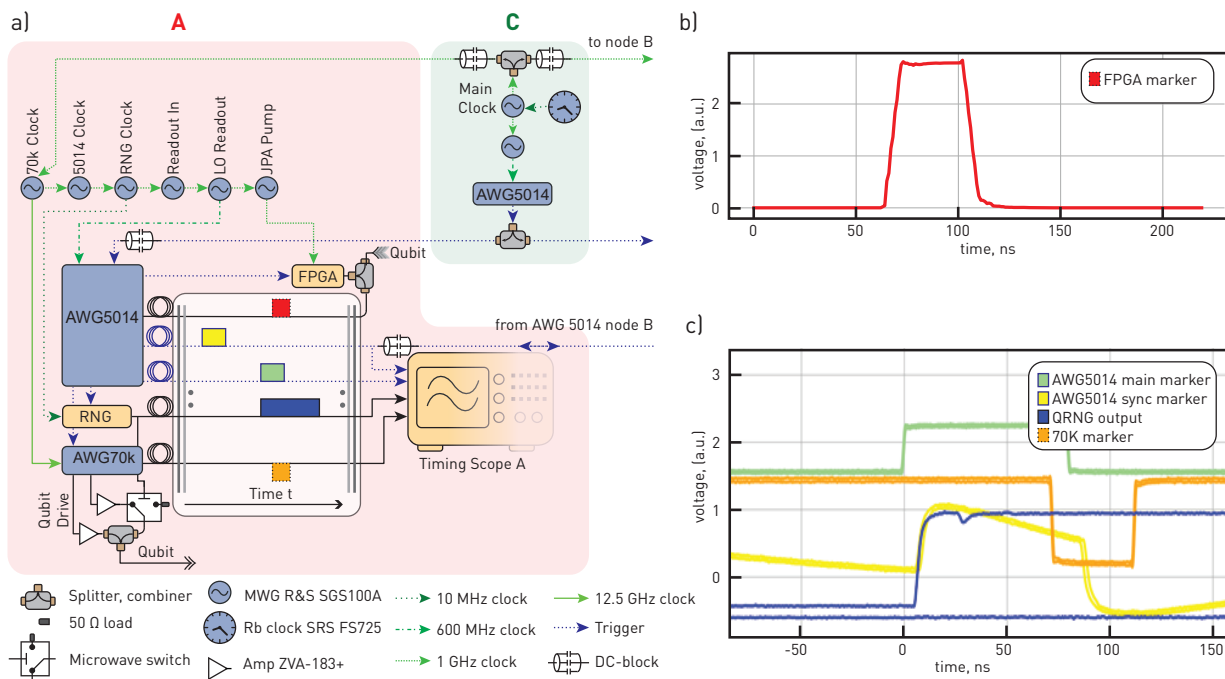 a)
A
C
to node B
Main
Clock
70k Clock
5014 Clock
RNG Clock
Readout In
LO Readout
JPA Pump
AWG5014
Qubit
FPGA
AWG5014
from AWG 5014 node B
RNG
AWG70k
Timing Scope A
Time t
Qubit
Drive
Qubit
Splitter, combiner
50 Ω load
Microwave switch
MWG R&S SGS100A
Rb clock SRS FS725
Amp ZVA-183+
10 MHz clock
600 MHz clock
1 GHz clock
12.5 GHz clock
Trigger
DC-block
b)
FPGA marker
voltage, (a.u.)
2
1
0
0
50
100
150
200
time, ns
c)
AWG5014 main marker
AWG5014 sync marker
QRNG output
70K marker
voltage, (a.u.)
3
2
1
0
-50
0
50
100
150
time, ns